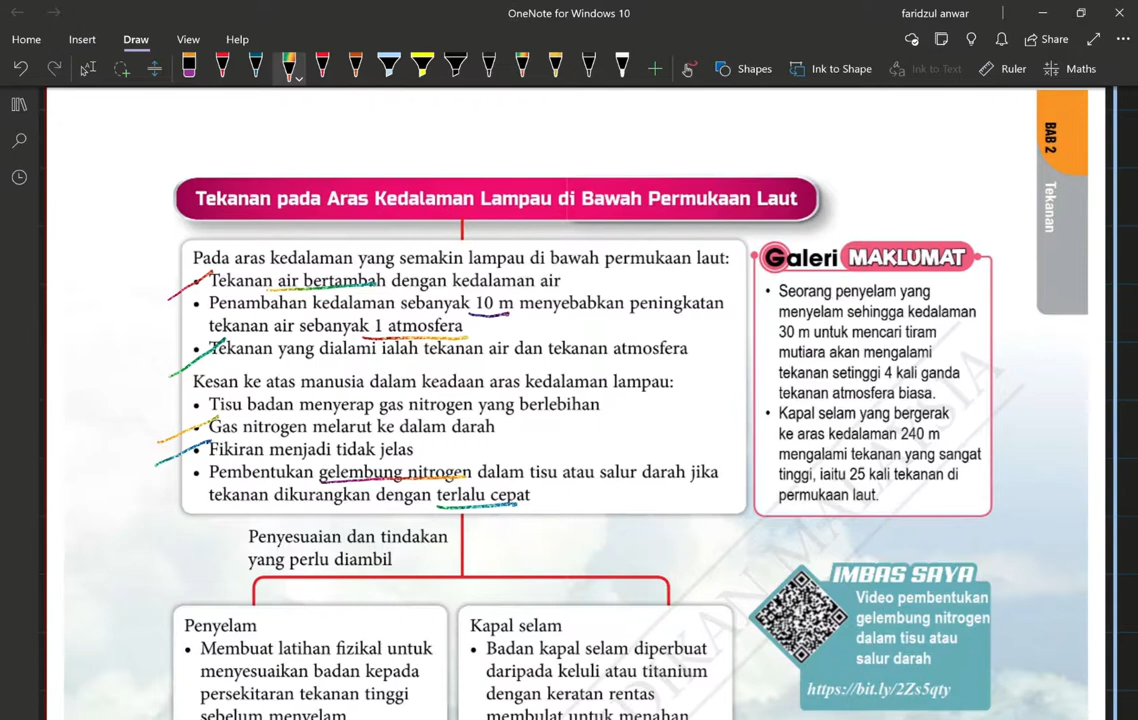 OneNote for Windows 10
faridzul anwar
Home
Insert
Draw
View
Help
Share
Shapes
Ink to Shape
Ink to Text
Ruler
Maths
BAB 2
Tekanan
Tekanan pada Aras Kedalaman Lampau di Bawah Permukaan Laut
Pada aras kedalaman yang semakin lampau di bawah permukaan laut:
• Tekanan air bertambah dengan kedalaman air
• Penambahan kedalaman sebanyak 10 m menyebabkan peningkatan
tekanan air sebanyak 1 atmosfera
• Tekanan yang dialami ialah tekanan air dan tekanan atmosfera
Kesan ke atas manusia dalam keadaan aras kedalaman lampau:
• Tisu badan menyerap gas nitrogen yang berlebihan
• Gas nitrogen melarut ke dalam darah
• Fikiran menjadi tidak jelas
• Pembentukan gelembung nitrogen dalam tisu atau salur darah jika
tekanan dikurangkan dengan terlalu cepat
Galeri MAKLUMAT
• Seorang penyelam yang
menyelam sehingga kedalaman
30 m untuk mencari tiram
mutiara akan mengalami
tekanan setinggi 4 kali ganda
tekanan atmosfera biasa.
• Kapal selam yang bergerak
ke aras kedalaman 240 m
mengalami tekanan yang sangat
tinggi, iaitu 25 kali tekanan di
permukaan laut.
Penyesuaian dan tindakan
yang perlu diambil
IMBAS SAYA
Video pembentukan
gelembung nitrogen
dalam tisu atau
salur darah
https://bit.ly/2Zs5qty
Penyelam
• Membuat latihan fizikal untuk
menyesuaikan badan kepada
persekitaran tekanan tinggi
sebelum menyelam
Kapal selam
• Badan kapal selam diperbuat
daripada keluli atau titanium
dengan keratan rentas
membulat untuk menahan